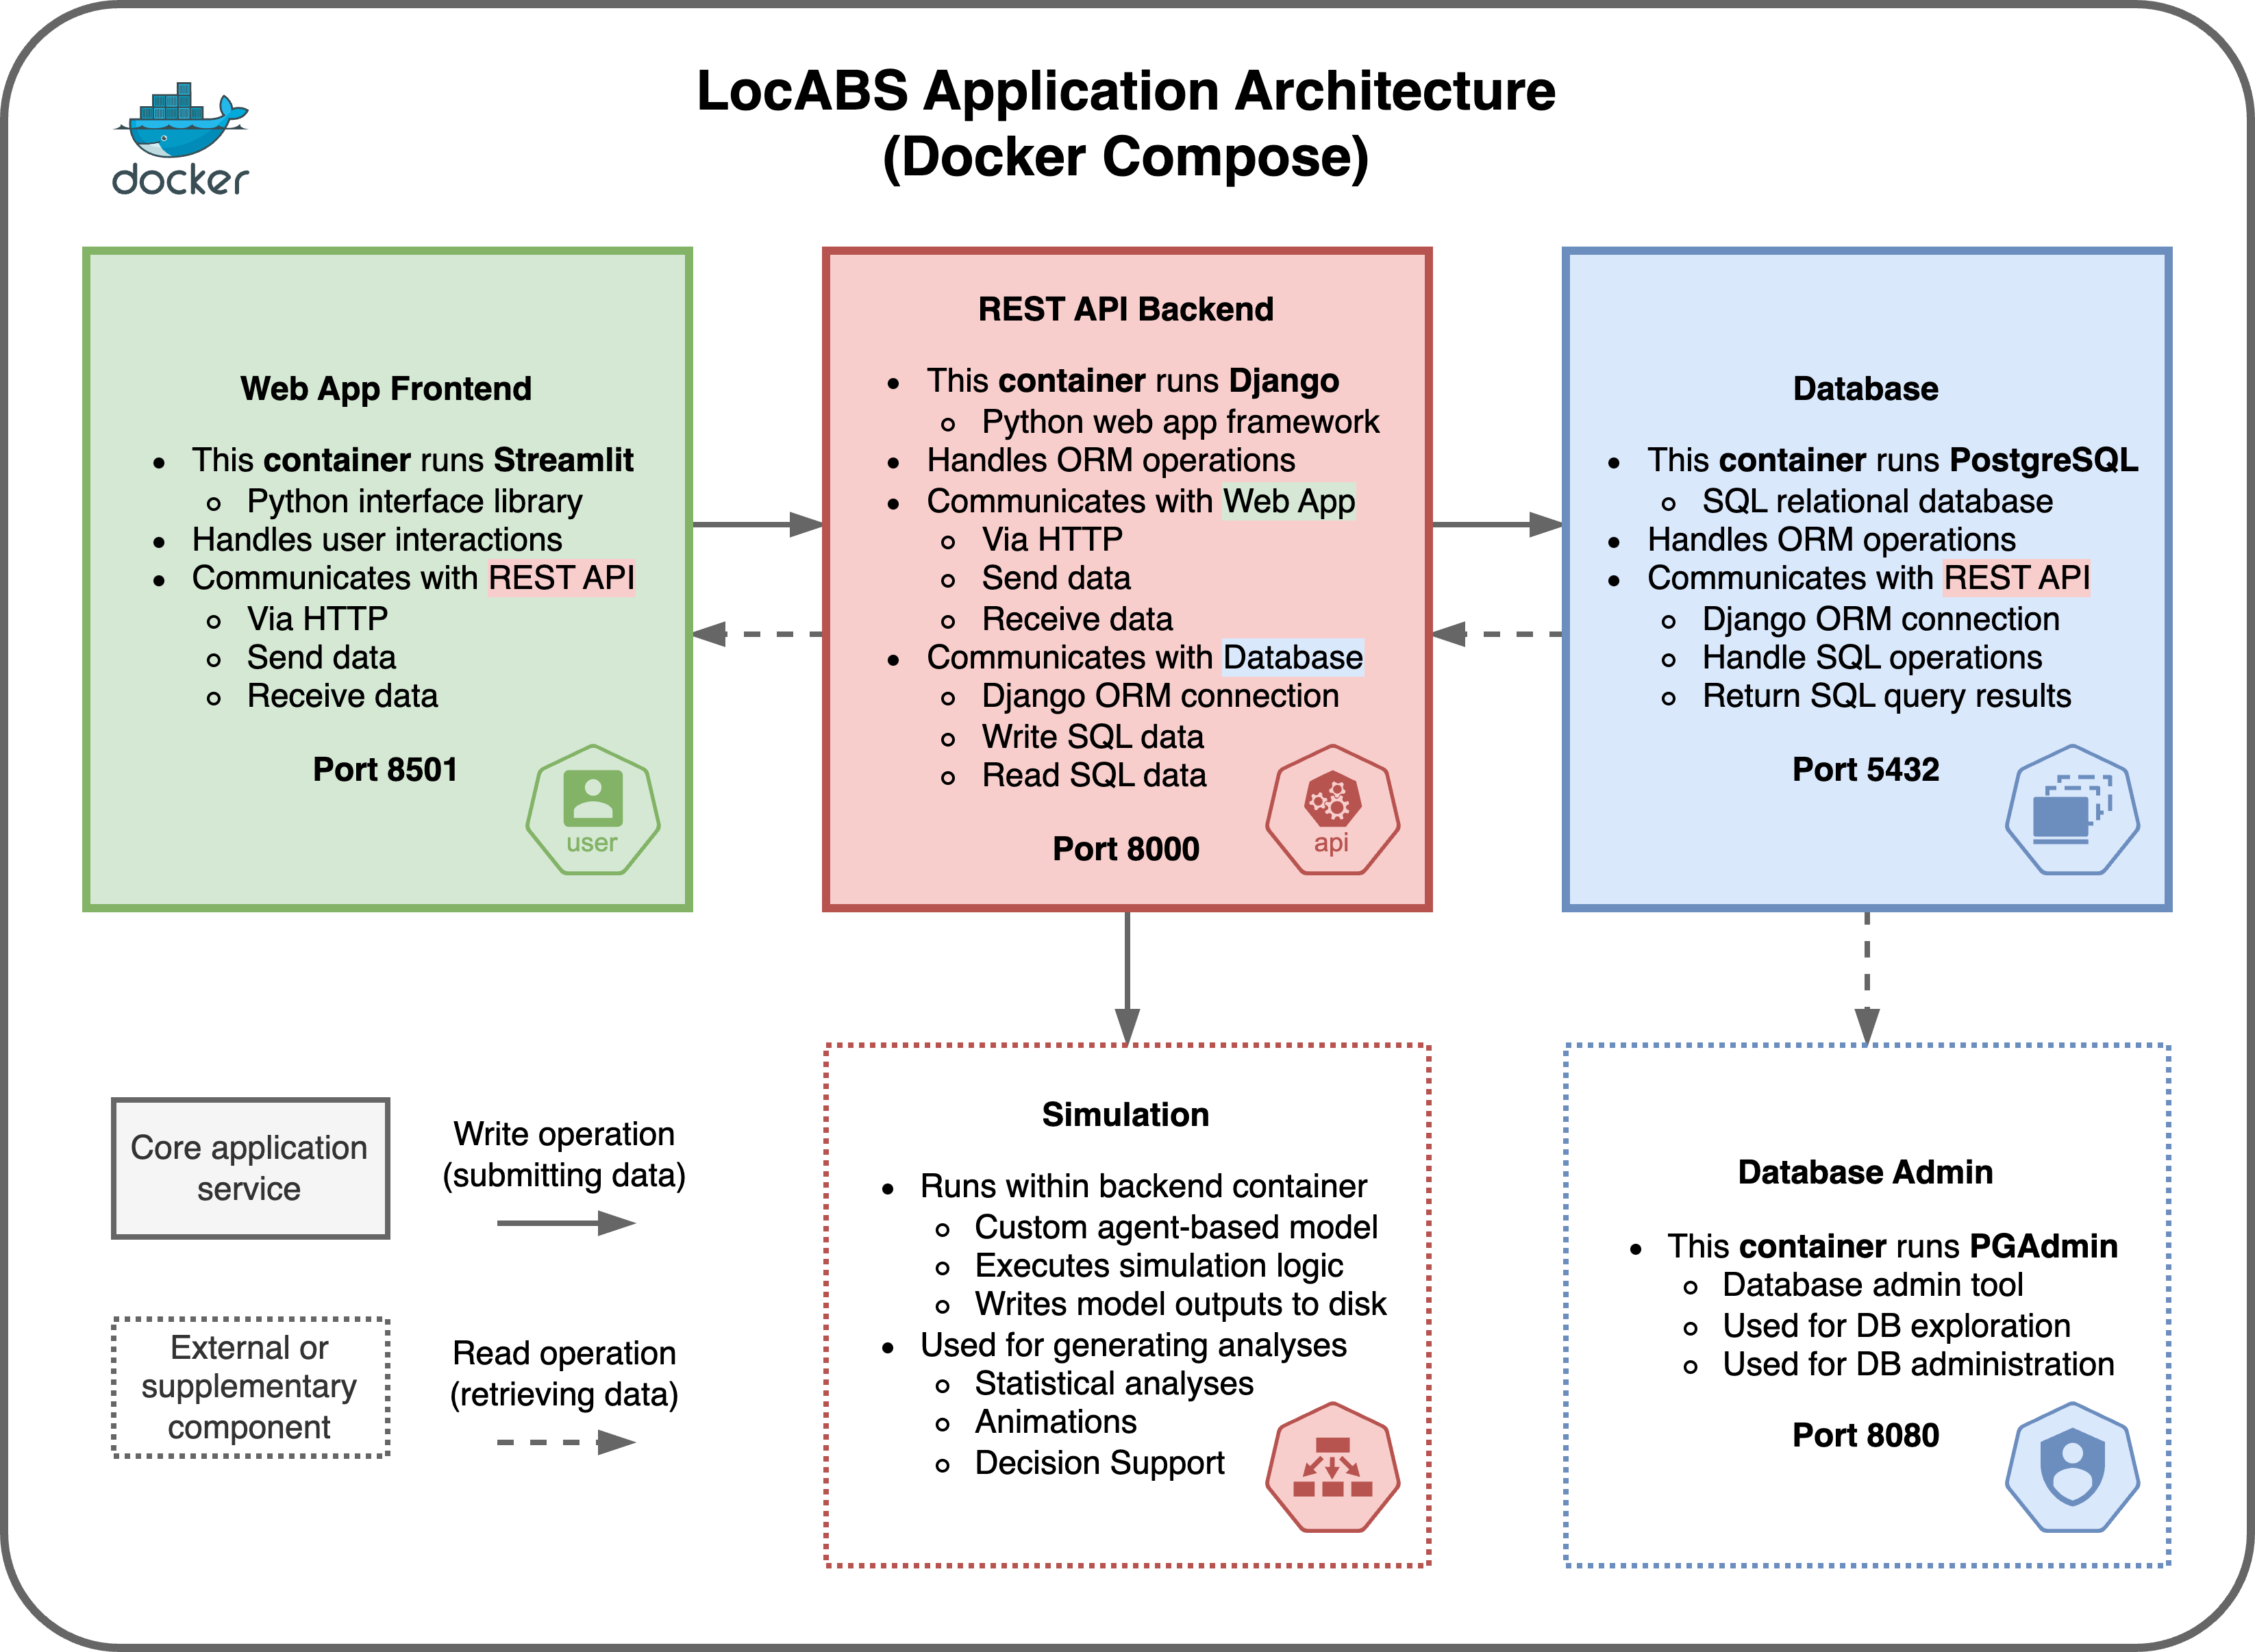 LocABS Application Architecture
(Docker Compose)
docker
Web App Frontend
• This container runs Streamlit
○ Python interface library
• Handles user interactions
• Communicates with REST API
○ Via HTTP
○ Send data
○ Receive data
Port 8501
user
REST API Backend
• This container runs Django
○ Python web app framework
• Handles ORM operations
• Communicates with Web App
○ Via HTTP
○ Send data
○ Receive data
• Communicates with Database
○ Django ORM connection
○ Write SQL data
○ Read SQL data
Port 8000
api
Database
• This container runs PostgreSQL
○ SQL relational database
• Handles ORM operations
• Communicates with REST API
○ Django ORM connection
○ Handle SQL operations
○ Return SQL query results
Port 5432
Core application
service
Write operation
(submitting data)
External or
supplementary
component
Read operation
(retrieving data)
Simulation
• Runs within backend container
○ Custom agent-based model
○ Executes simulation logic
○ Writes model outputs to disk
• Used for generating analyses
○ Statistical analyses
○ Animations
○ Decision Support
Database Admin
• This container runs PGAdmin
○ Database admin tool
○ Used for DB exploration
○ Used for DB administration
Port 8080